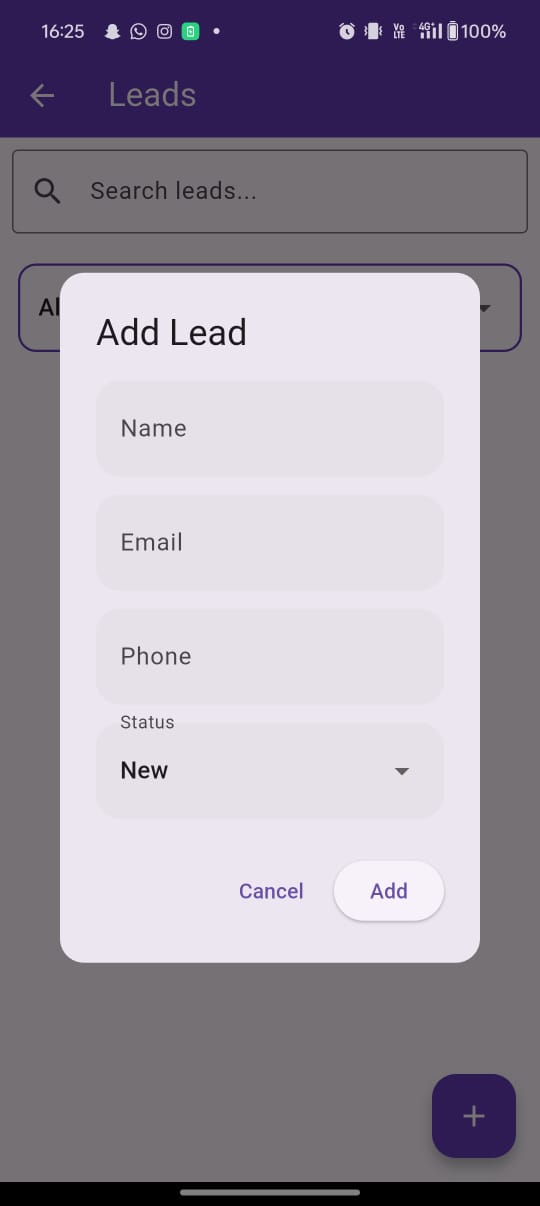 16:25
Vo LTE 4G+ 100%
Leads
Search leads...
Al
Add Lead
Name
Email
Phone
Status
New
Cancel Add